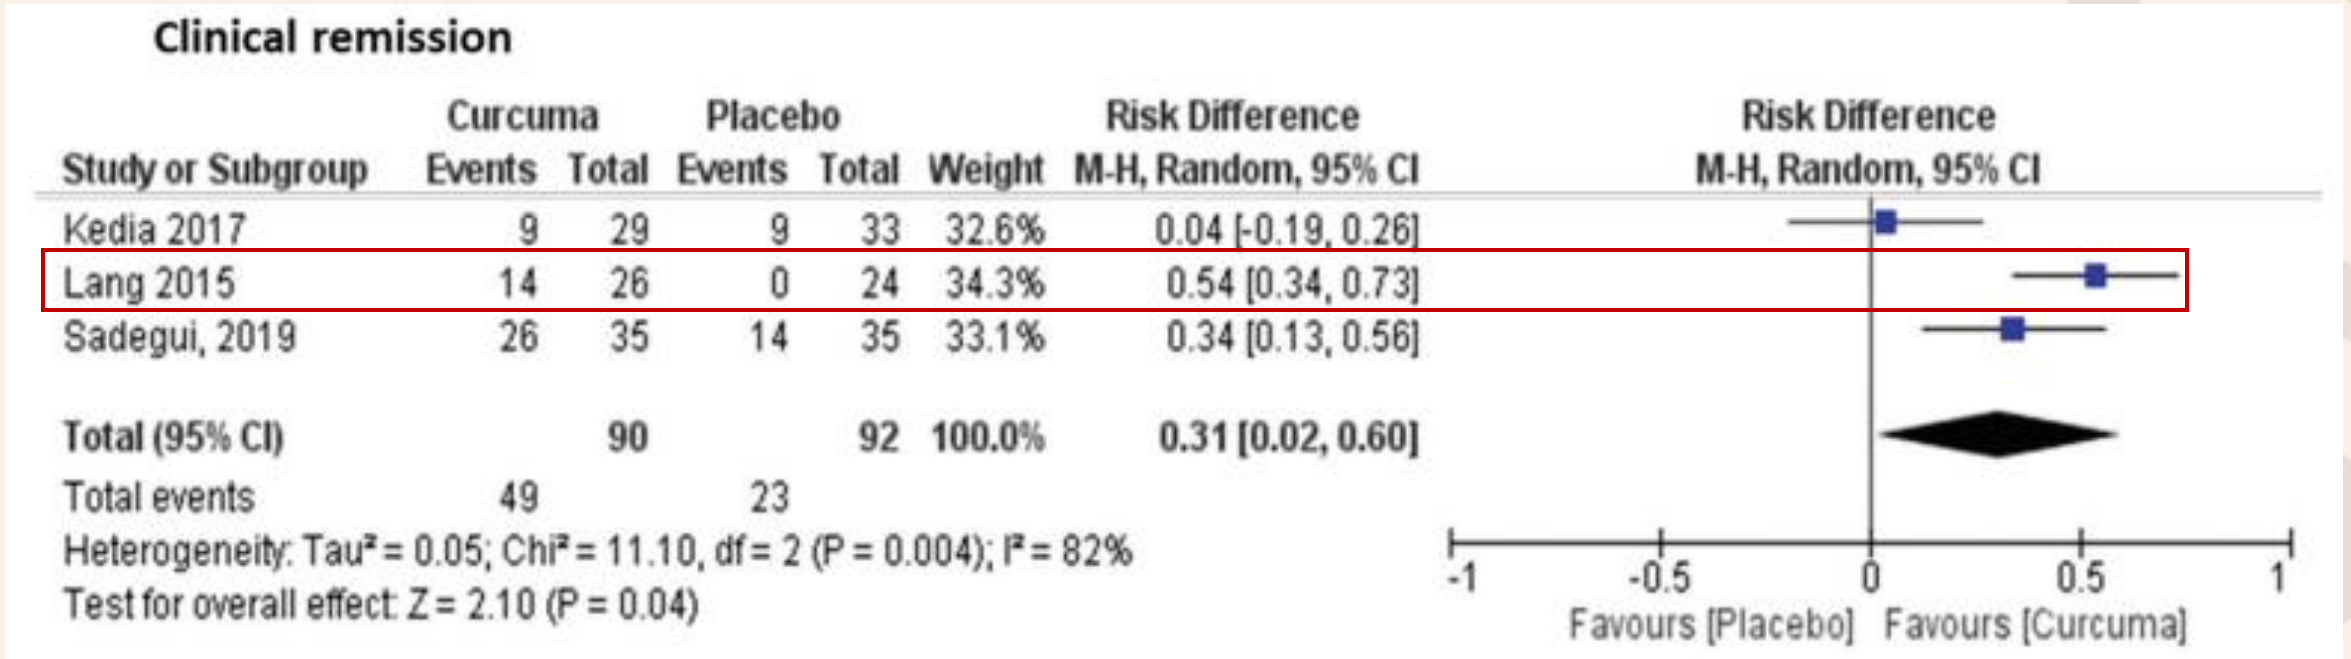 Clinical remission
Curcuma Placebo Risk Difference Risk Difference
Study or Subgroup Events Total Events Total Weight M-H, Random, 95% CI M-H, Random, 95% CI
Kedia 2017 9 29 9 33 32.6% 0.04 [-0.19, 0.26]
Lang 2015 14 26 0 24 34.3% 0.54 [0.34, 0.73]
Sadegui, 2019 26 35 14 35 33.1% 0.34 [0.13, 0.56]
Total (95% CI) 90 92 100.0% 0.31 [0.02, 0.60]
Total events 49 23
Heterogeneity: Tau² = 0.05; Chi² = 11.10, df = 2 (P = 0.004); I² = 82%
Test for overall effect: Z = 2.10 (P = 0.04)
-1 -0.5 0 0.5 1
Favours [Placebo] Favours [Curcuma]